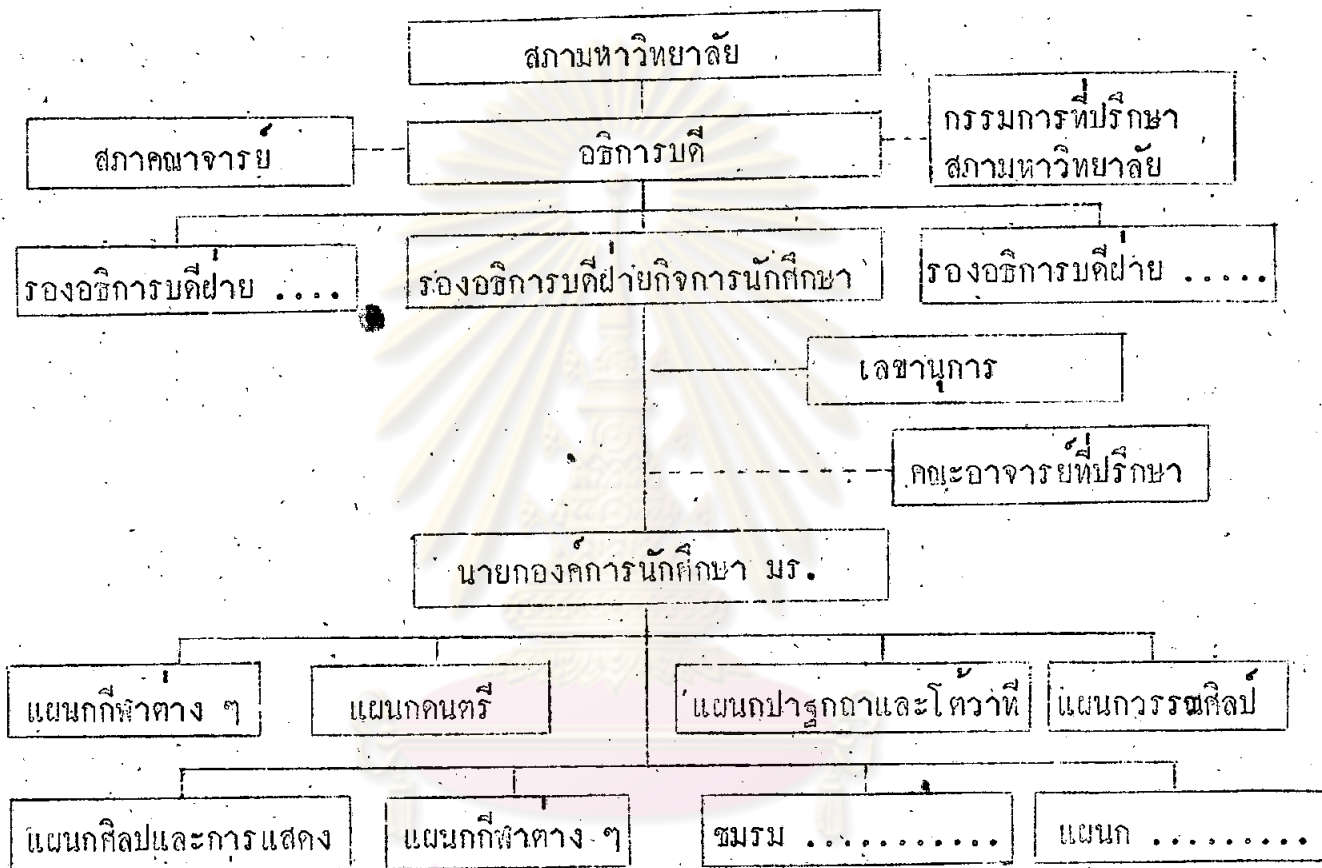 สภามหาวิทยาลัย
สภาคณาจารย์
อธิการบดี
กรรมการที่ปรึกษา
สภามหาวิทยาลัย
รองอธิการบดีฝ่าย ....
รองอธิการบดีฝ่ายกิจการนักศึกษา
รองอธิการบดีฝ่าย .....
เลขานุการ
คณะอาจารย์ที่ปรึกษา
นายกองค์การนักศึกษา มร.
แผนกกีฬาต่าง ๆ
แผนกดนตรี
แผนกปาฐกถาและโต้วาที
แผนกวรรณศิลป์
แผนกศิลปและการแสดง
แผนกกีฬาต่าง ๆ
ชมรม ...........
แผนก .........